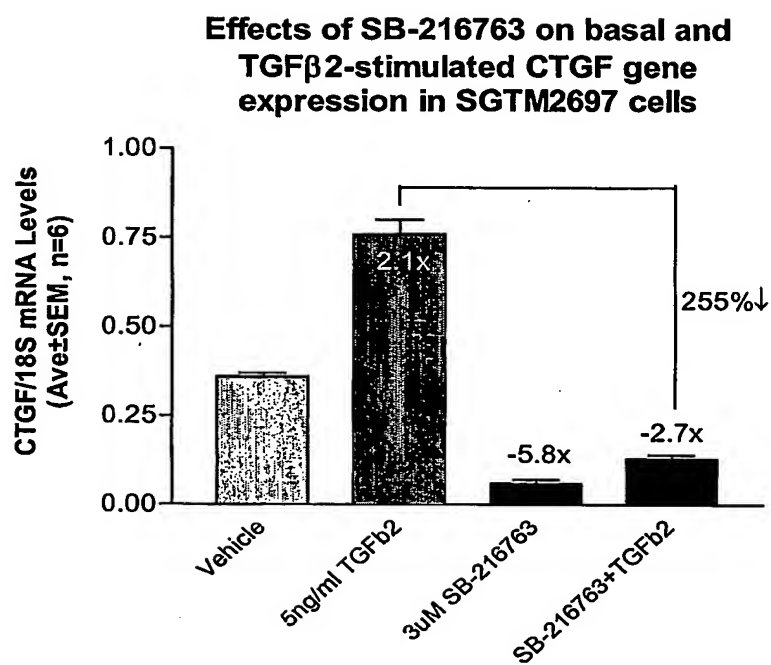 Effects of SB-216763 on basal and
TGFβ2-stimulated CTGF gene
expression in SGTM2697 cells
CTGF/18S mRNA Levels
(Ave±SEM, n=6)
1.00
0.75
0.50
0.25
0.00
2.1x
-5.8x
-2.7x
255%↓
Vehicle
5ng/ml TGFb2
3uM SB-216763
SB-216763+TGFb2